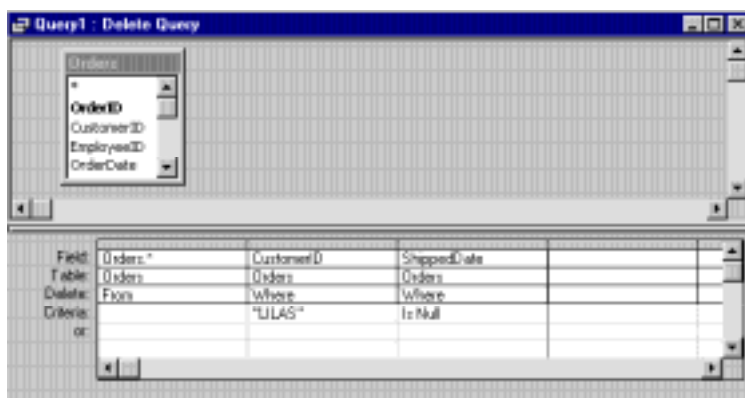 Query1 : Delete Query
Orders
*
OrderID
CustomerID
EmployeeID
OrderDate
Field: Orders.* CustomerID ShippedDate
Table: Orders Orders Orders
Delete: From Where Where
Criteria: "LILAS" Is Null
or: